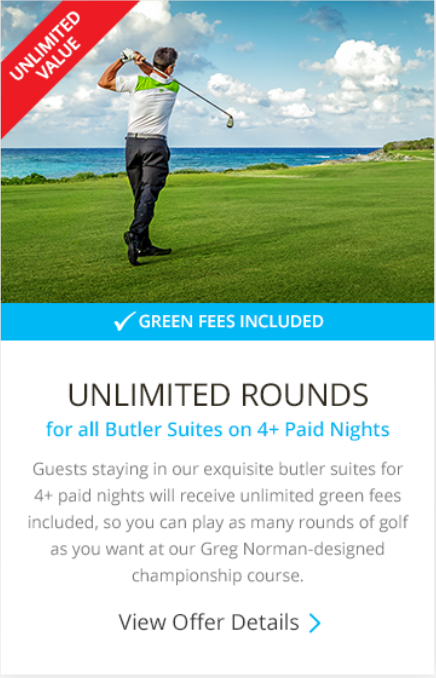 UNLIMITED
VALUE
GREEN FEES INCLUDED
UNLIMITED ROUNDS
for all Butler Suites on 4+ Paid Nights
Guests staying in our exquisite butler suites for
4+ paid nights will receive unlimited green fees
included, so you can play as many rounds of golf
as you want at our Greg Norman-designed
championship course.
View Offer Details